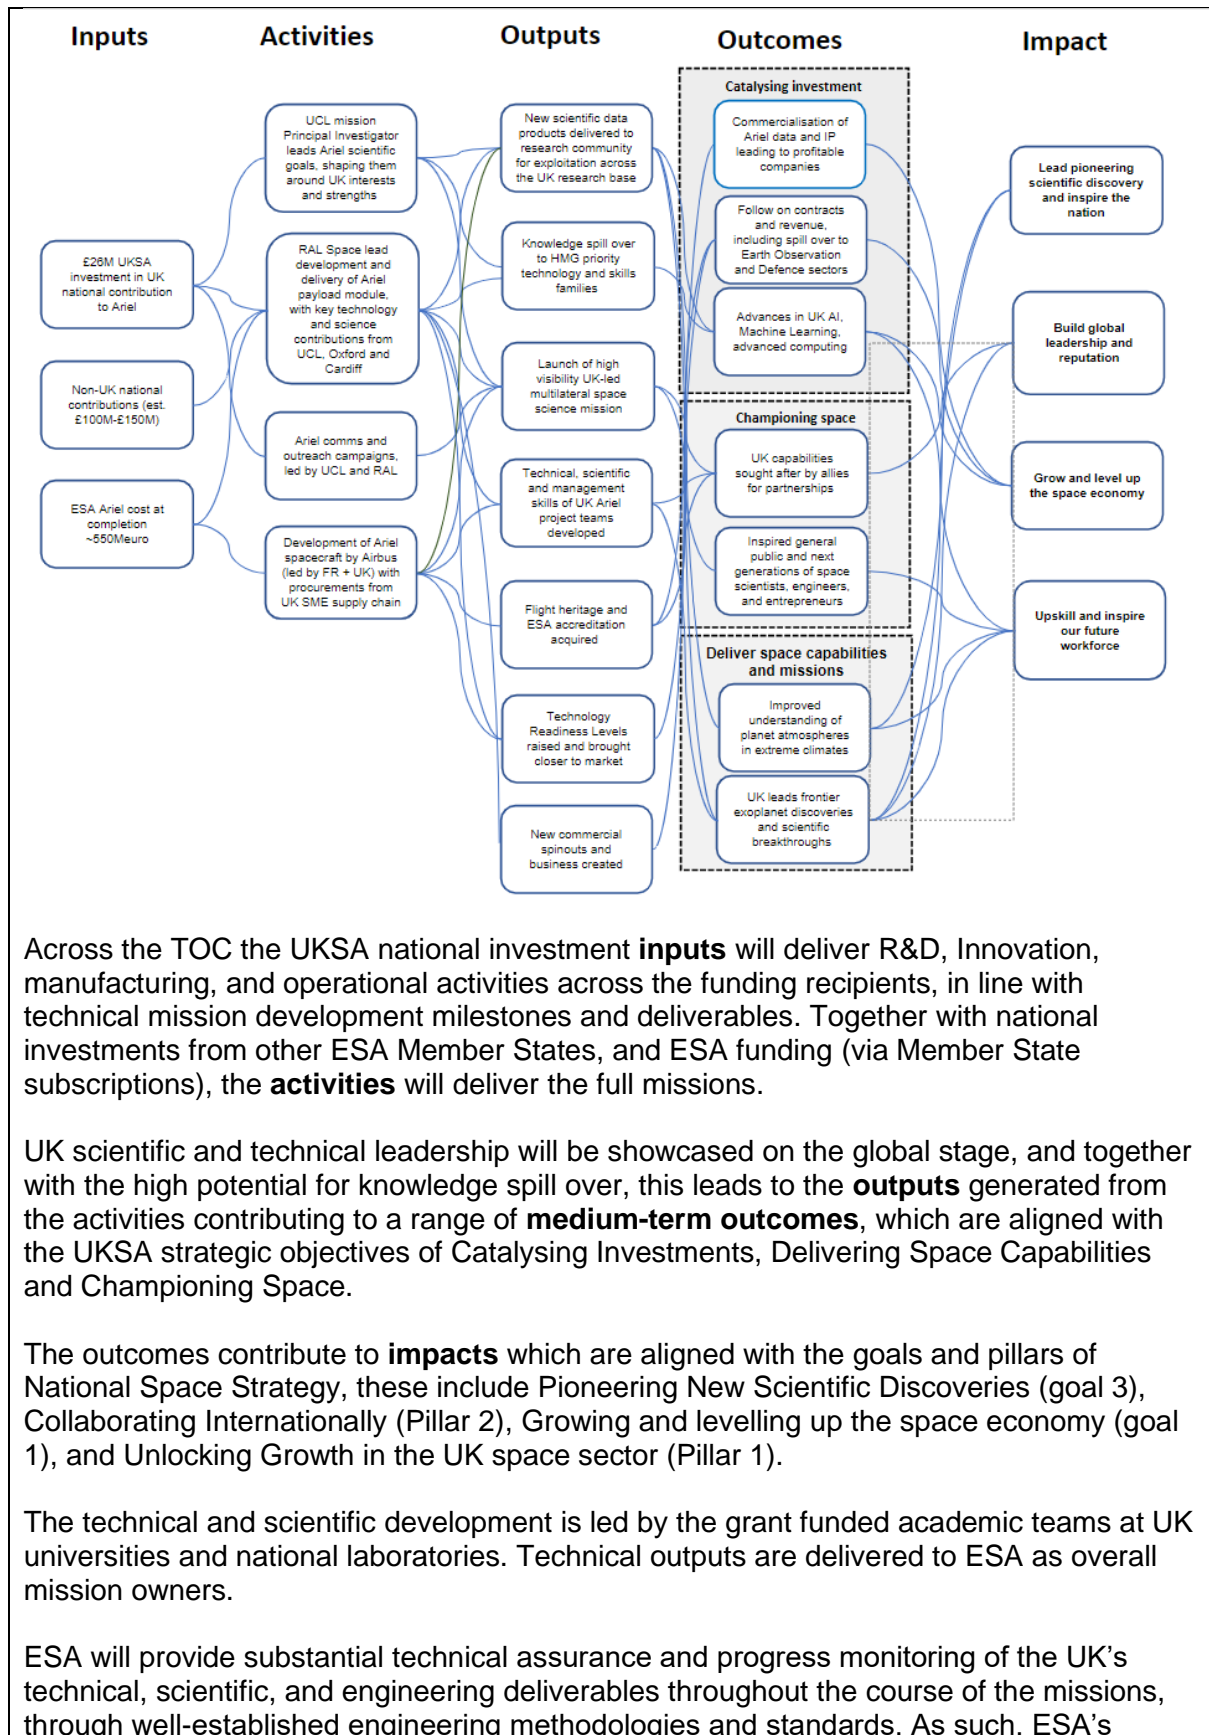 Inputs
Activities
Outputs
Outcomes
Impact
£26M UKSA
investment in UK
national contribution
to Ariel
Non-UK national
contributions (est.
£100M-£150M)
ESA Ariel cost at
completion
~550Meuro
UCL mission
Principal Investigator
leads Ariel scientific
goals, shaping them
around UK interests
and strengths
RAL Space lead
development and
delivery of Ariel
payload module,
with key technology
and science
contributions from
UCL, Oxford and
Cardiff
Ariel comms and
outreach campaigns,
led by UCL and RAL
Development of Ariel
spacecraft by Airbus
(led by FR + UK) with
procurements from
UK SME supply chain
New scientific data
products delivered to
research community
for exploitation across
the UK research base
Knowledge spill over
to HMG priority
technology and skills
families
Launch of high
visibility UK-led
multilateral space
science mission
Technical, scientific
and management
skills of UK Ariel
project teams
developed
Flight heritage and
ESA accreditation
acquired
Technology
Readiness Levels
raised and brought
closer to market
New commercial
spinouts and
business created
Catalysing investment
Commercialisation of
Ariel data and IP
leading to profitable
companies
Follow on contracts
and revenue,
including spill over to
Earth Observation
and Defence sectors
Advances in UK AI,
Machine Learning,
advanced computing
Championing space
UK capabilities
sought after by allies
for partnerships
Inspired general
public and next
generations of space
scientists, engineers,
and entrepreneurs
Deliver space capabilities
and missions
Improved
understanding of
planet atmospheres
in extreme climates
UK leads frontier
exoplanet discoveries
and scientific
breakthroughs
Lead pioneering
scientific discovery
and inspire the
nation
Build global
leadership and
reputation
Grow and level up
the space economy
Upskill and inspire
our future
workforce
Across the TOC the UKSA national investment inputs will deliver R&D, Innovation,
manufacturing, and operational activities across the funding recipients, in line with
technical mission development milestones and deliverables. Together with national
investments from other ESA Member States, and ESA funding (via Member State
subscriptions), the activities will deliver the full missions.
UK scientific and technical leadership will be showcased on the global stage, and together
with the high potential for knowledge spill over, this leads to the outputs generated from
the activities contributing to a range of medium-term outcomes, which are aligned with
the UKSA strategic objectives of Catalysing Investments, Delivering Space Capabilities
and Championing Space.
The outcomes contribute to impacts which are aligned with the goals and pillars of
National Space Strategy, these include Pioneering New Scientific Discoveries (goal 3),
Collaborating Internationally (Pillar 2), Growing and levelling up the space economy (goal
1), and Unlocking Growth in the UK space sector (Pillar 1).
The technical and scientific development is led by the grant funded academic teams at UK
universities and national laboratories. Technical outputs are delivered to ESA as overall
mission owners.
ESA will provide substantial technical assurance and progress monitoring of the UK's
technical, scientific, and engineering deliverables throughout the course of the missions,
through well-established engineering methodologies and standards. As such, ESA's